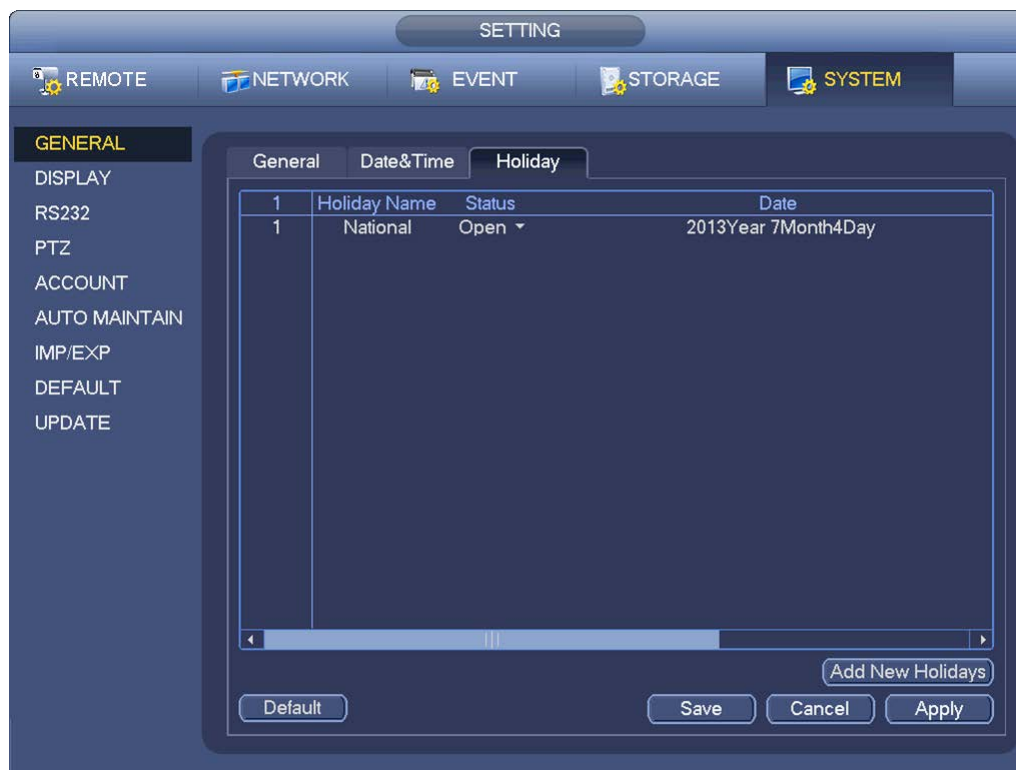 SETTING
REMOTE NETWORK EVENT STORAGE SYSTEM
GENERAL
DISPLAY
RS232
PTZ
ACCOUNT
AUTO MAINTAIN
IMP/EXP
DEFAULT
UPDATE
General Date&Time Holiday
1 Holiday Name Status Date
1 National Open 2013Year 7Month4Day
Add New Holidays
Default Save Cancel Apply